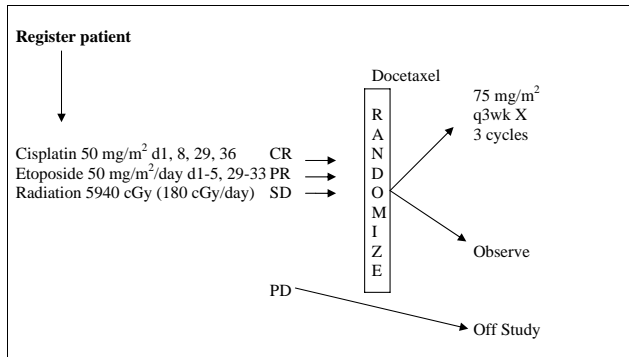 Register patient
Docetaxel
75 mg/m²
q3wk X
3 cycles
RANDOMIZE
Cisplatin 50 mg/m² d1, 8, 29, 36 CR
Etoposide 50 mg/m²/day d1-5, 29-33 PR
Radiation 5940 cGy (180 cGy/day) SD
Observe
PD
Off Study